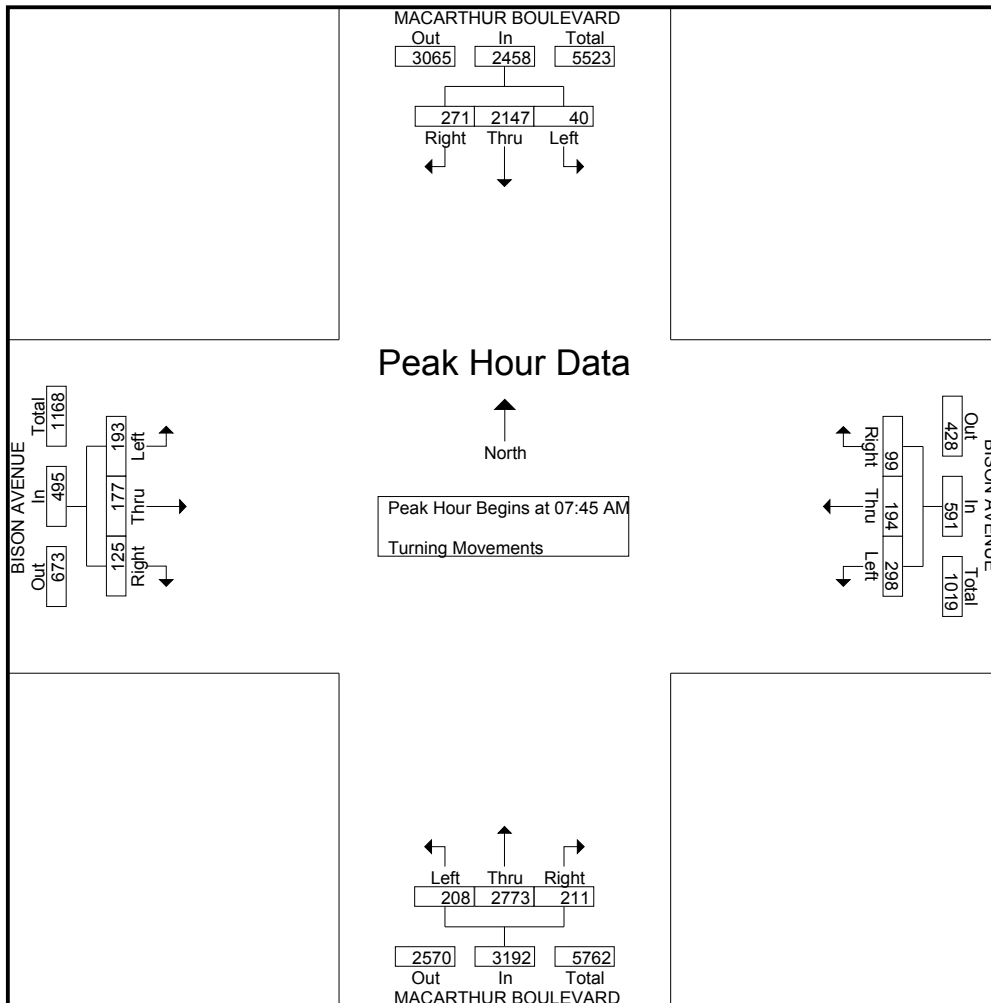 MACARTHUR BOULEVARD
Out In Total
3065 2458 5523
271 2147 40
Right Thru Left
Peak Hour Data
North
Peak Hour Begins at 07:45 AM
Turning Movements
BISON AVENUE
Total In Out
1168 495 673
193 177 125
Left Thru Right
Right Thru Left
99 194 298
Out In Total
428 591 1019
BISON AVENUE
Left Thru Right
208 2773 211
2570 3192 5762
Out In Total
MACARTHUR BOULEVARD